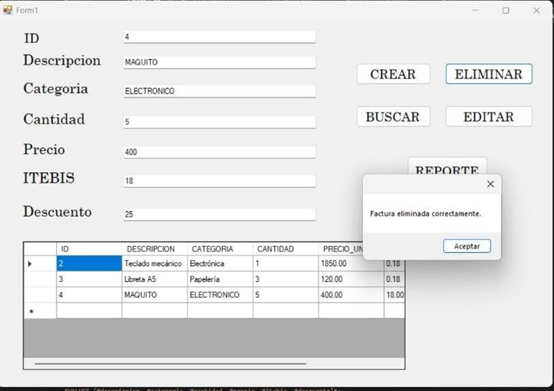 Form1
ID 4
Descripcion MAQUITO
CREAR ELIMINAR
Categoria ELECTRONICO
Cantidad 5
BUSCAR EDITAR
Precio 400
REPORTE
ITEBIS 18
Descuento 25
Factura eliminada correctamente.
Aceptar
ID DESCRIPCION CATEGORIA CANTIDAD PRECIO_UN
2 Teclado mecánico Electrónica 1 1850.00 0.18
3 Libreta A5 Papelería 3 120.00 0.18
4 MAQUITO ELECTRONICO 5 400.00 18.00